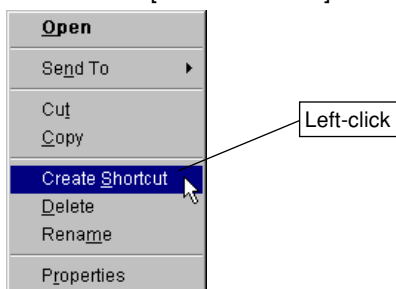 Open
Send To
Cut
Copy
Left-click
Create Shortcut
Delete
Rename
Properties